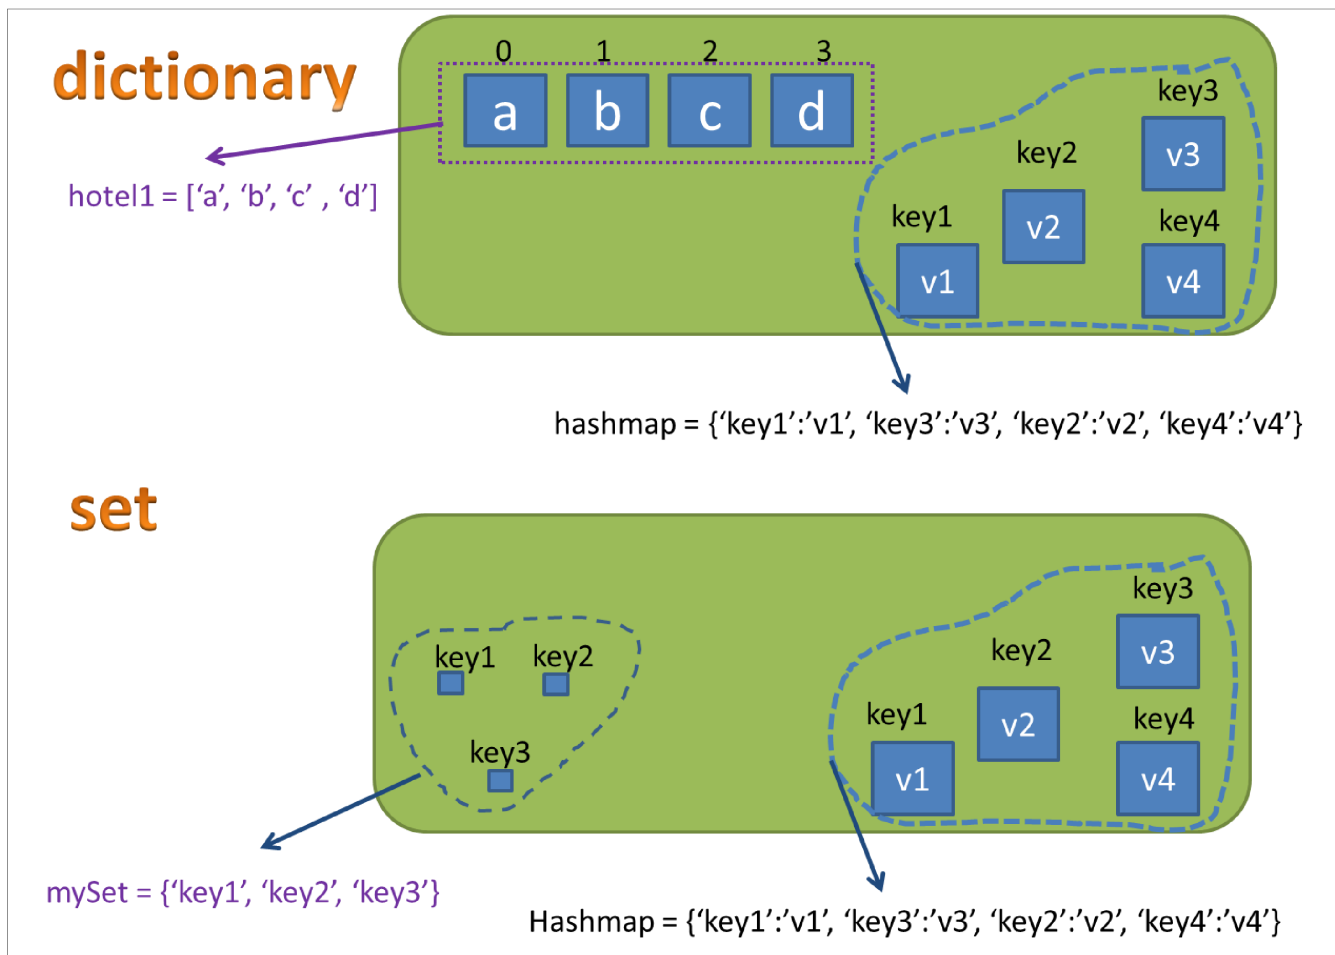 dictionary
0 1 2 3
a b c d
hotel1 = [‘a’, ‘b’, ‘c’ , ‘d’]
key3
v3
key2
v2
key1
v1
key4
v4
hashmap = {‘key1’:’v1’, ‘key3’:’v3’, ‘key2’:’v2’, ‘key4’:’v4’}
set
key1 key2
key3
mySet = {‘key1’, ‘key2’, ‘key3’}
key3
v3
key2
v2
key1
v1
key4
v4
Hashmap = {‘key1’:’v1’, ‘key3’:’v3’, ‘key2’:’v2’, ‘key4’:’v4’}